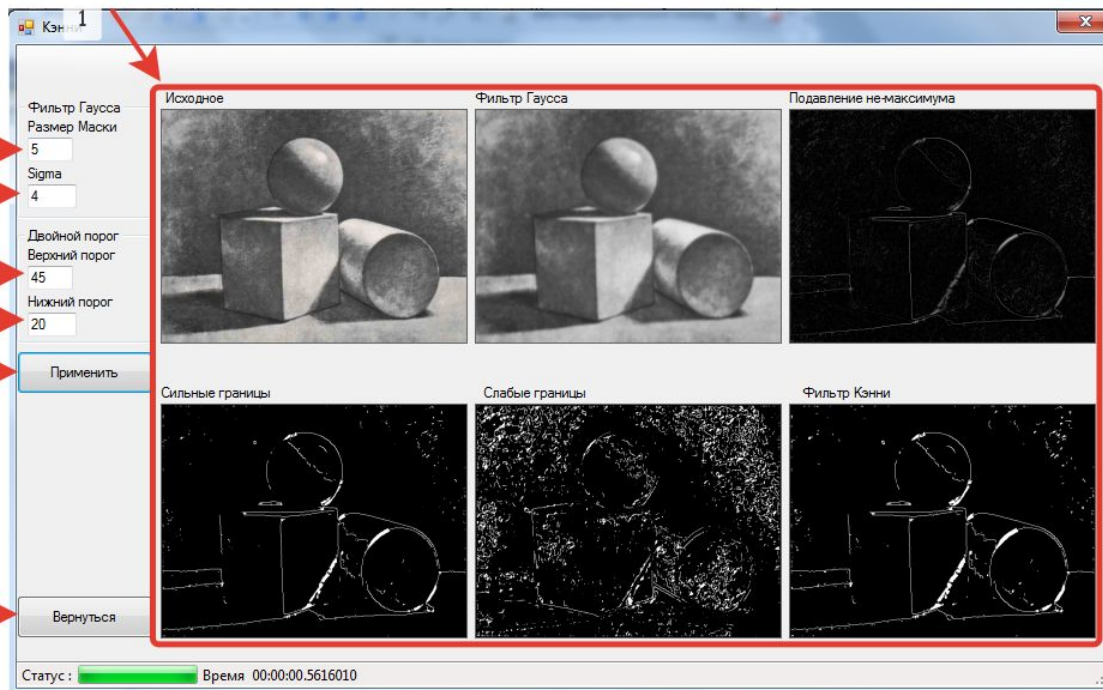 1
Кэнни
Фильтр Гаусса
Размер Маски
5
Sigma
4
Двойной порог
Верхний порог
45
Нижний порог
20
Применить
Вернуться
Исходное
Фильтр Гаусса
Подавление не-максимума
Сильные границы
Слабые границы
Фильтр Кэнни
Статус :
Время 00:00:00.5616010